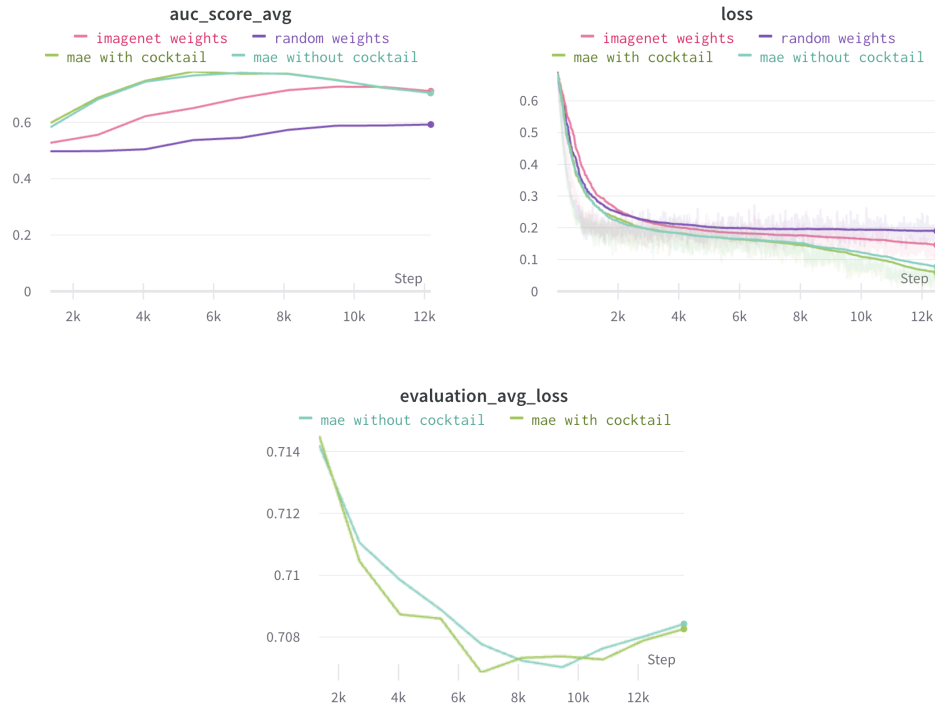 auc_score_avg
imagenet weights random weights
mae with cocktail mae without cocktail
0.6
0.4
0.2
0
Step
2k 4k 6k 8k 10k 12k
loss
imagenet weights random weights
mae with cocktail mae without cocktail
0.6
0.5
0.4
0.3
0.2
0.1
0
Step
2k 4k 6k 8k 10k 12k
evaluation_avg_loss
mae without cocktail mae with cocktail
0.714
0.712
0.71
0.708
Step
2k 4k 6k 8k 10k 12k